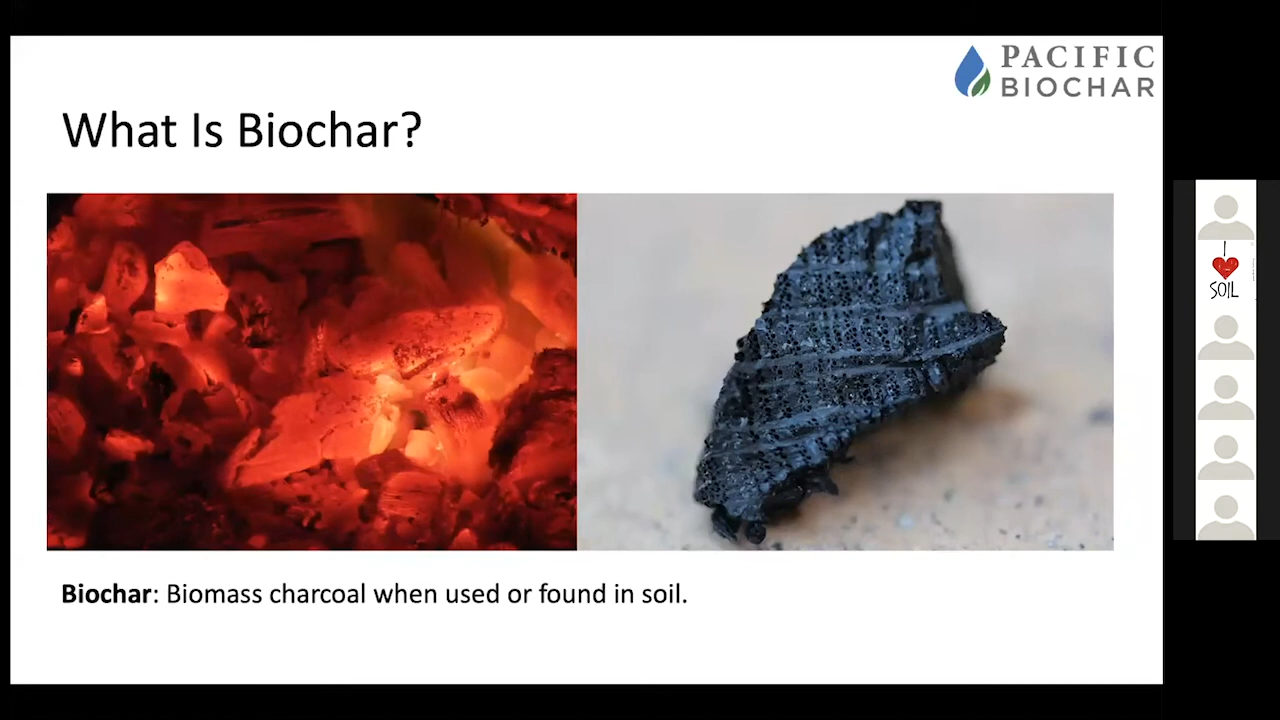 PACIFIC
BIOCHAR
What Is Biochar?
I
SOIL
Biochar: Biomass charcoal when used or found in soil.